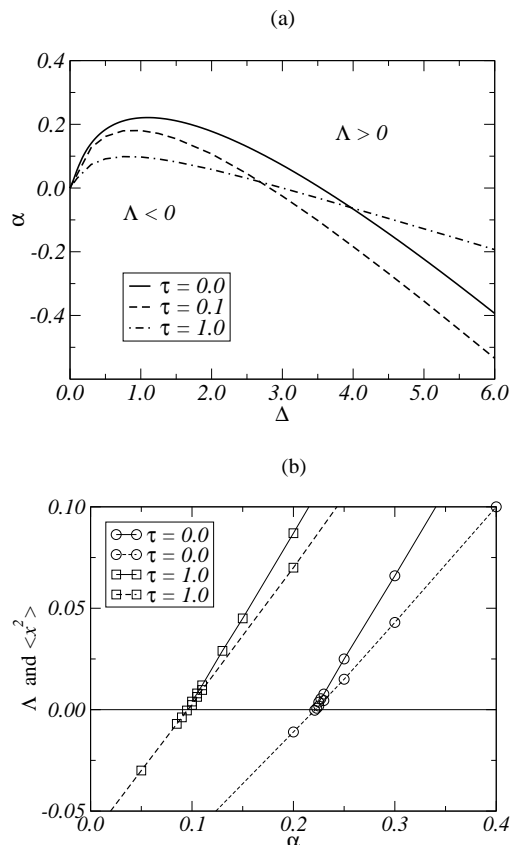 (a)
0.4
0.2
0.0
-0.2
-0.4
α
Λ > 0
Λ < 0
τ = 0.0
τ = 0.1
τ = 1.0
0.0 1.0 2.0 3.0 4.0 5.0 6.0
Δ
(b)
0.10
0.05
0.00
-0.05
Λ and <x²>
τ = 0.0
τ = 0.0
τ = 1.0
τ = 1.0
0.0 0.1 0.2 0.3 0.4
α